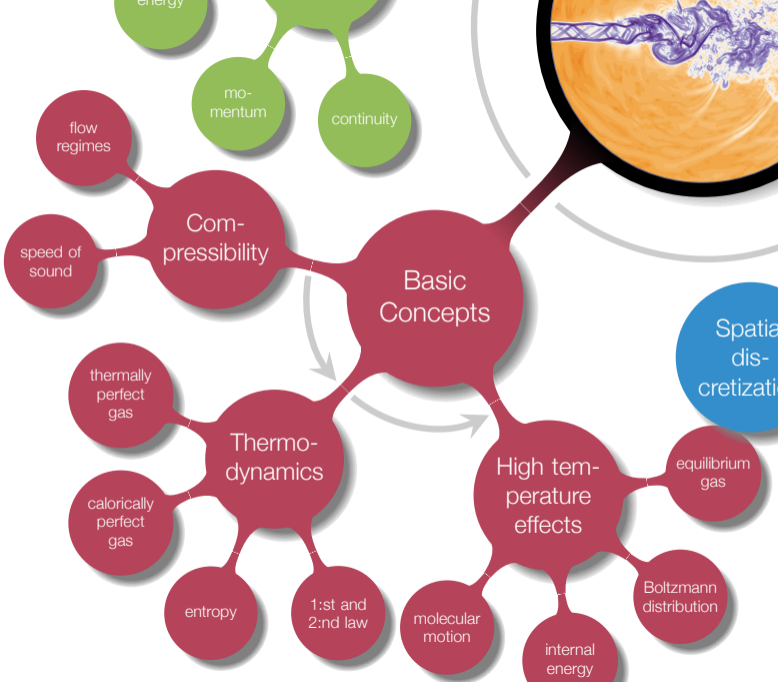 energy
mo-
mentum
continuity
flow
regimes
Com-
pressibility
speed of
sound
Basic
Concepts
Spatia
dis-
cretizati
thermally
perfect
gas
Thermo-
dynamics
calorically
perfect
gas
entropy
1:st and
2:nd law
High tem-
perature
effects
equilibrium
gas
Boltzmann
distribution
molecular
motion
internal
energy